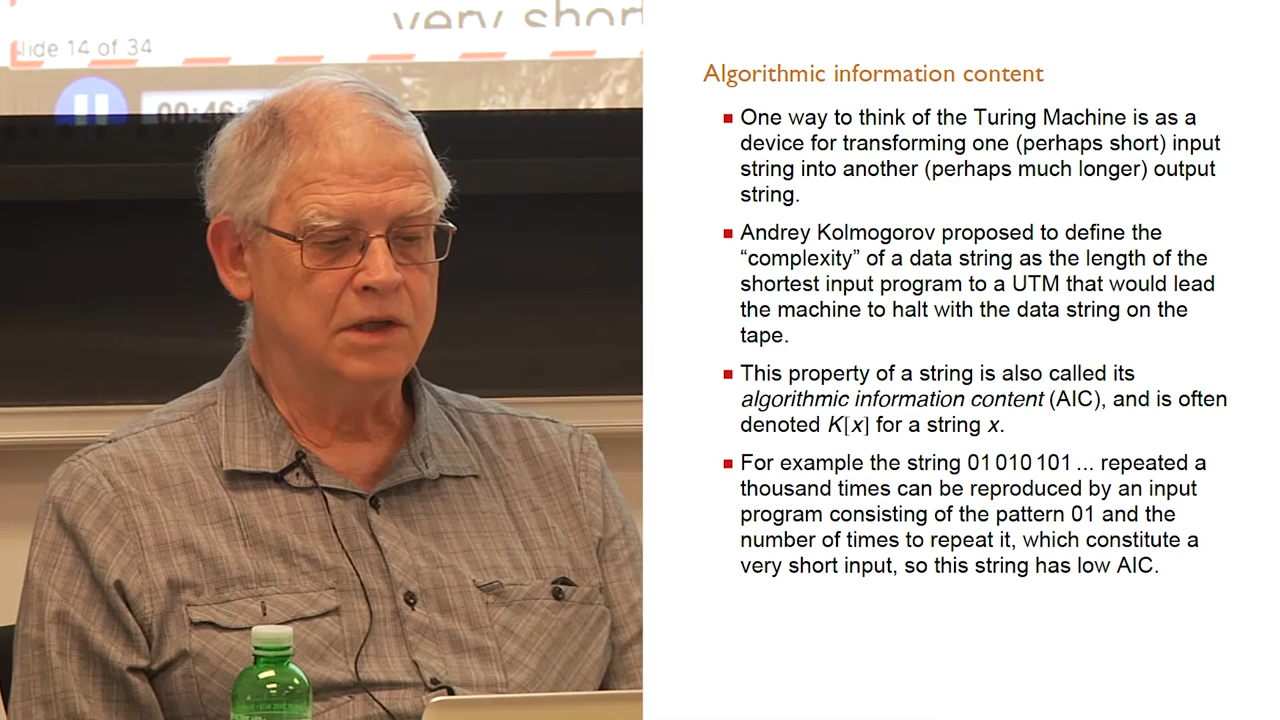 very short
lide 14 of 34
00:46:
Algorithmic information content
One way to think of the Turing Machine is as a
device for transforming one (perhaps short) input
string into another (perhaps much longer) output
string.
Andrey Kolmogorov proposed to define the
“complexity” of a data string as the length of the
shortest input program to a UTM that would lead
the machine to halt with the data string on the
tape.
This property of a string is also called its
algorithmic information content (AIC), and is often
denoted K[x] for a string x.
For example the string 01 010 101 ... repeated a
thousand times can be reproduced by an input
program consisting of the pattern 01 and the
number of times to repeat it, which constitute a
very short input, so this string has low AIC.